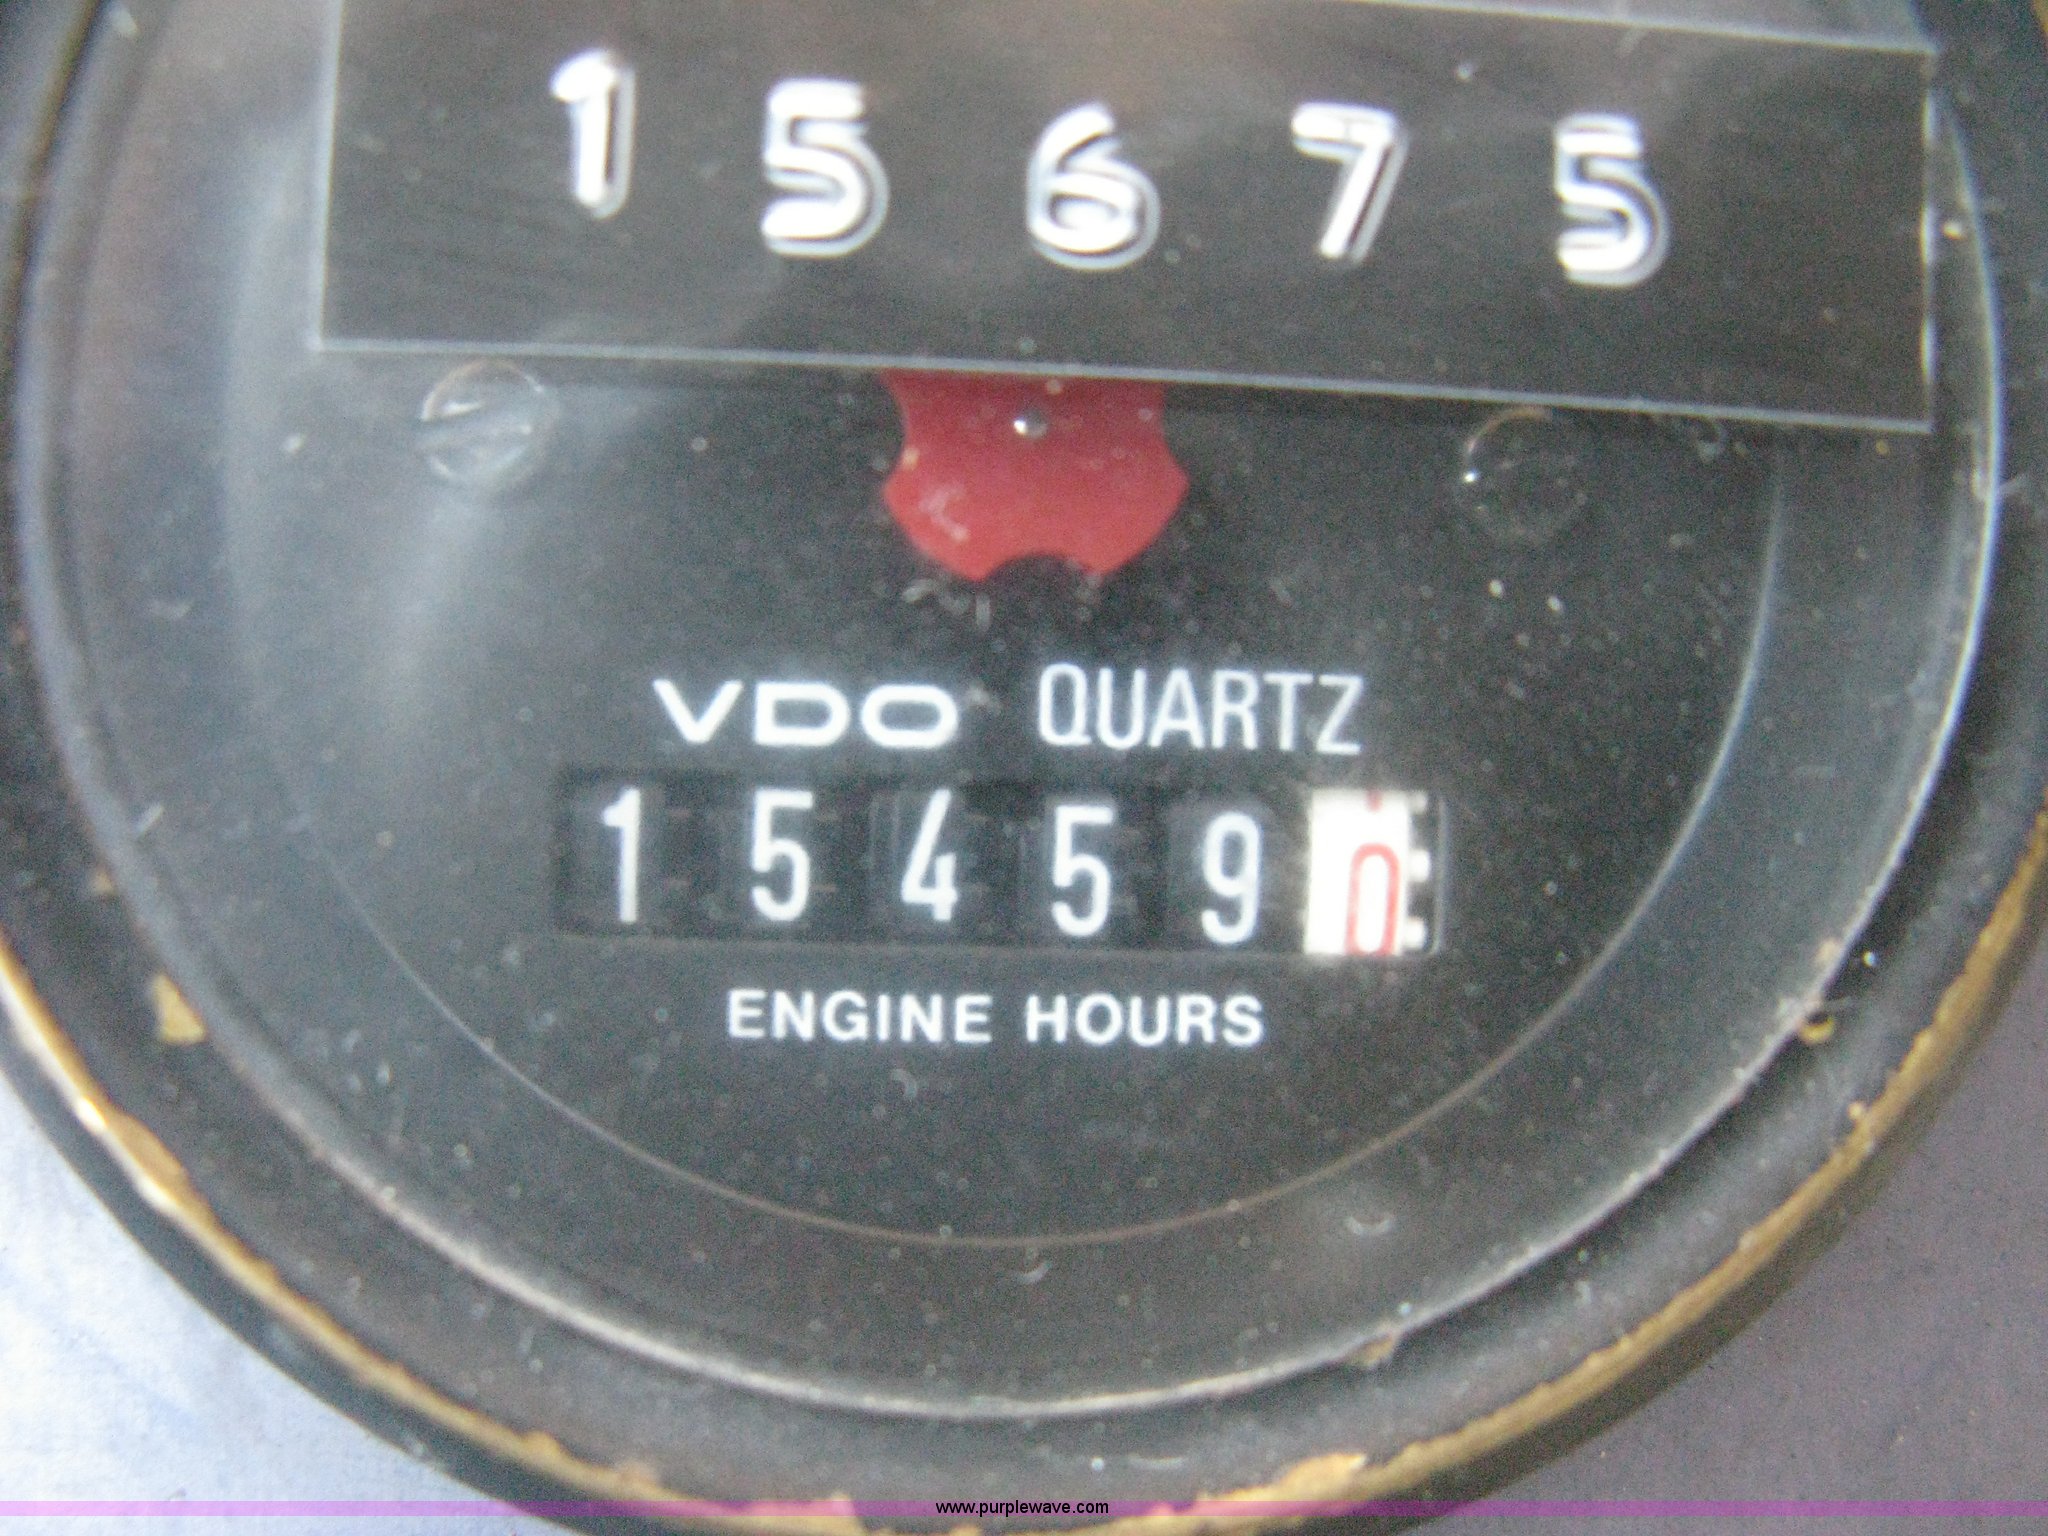 15675
VDO QUARTZ
154590
ENGINE HOURS
www.purplewave.com